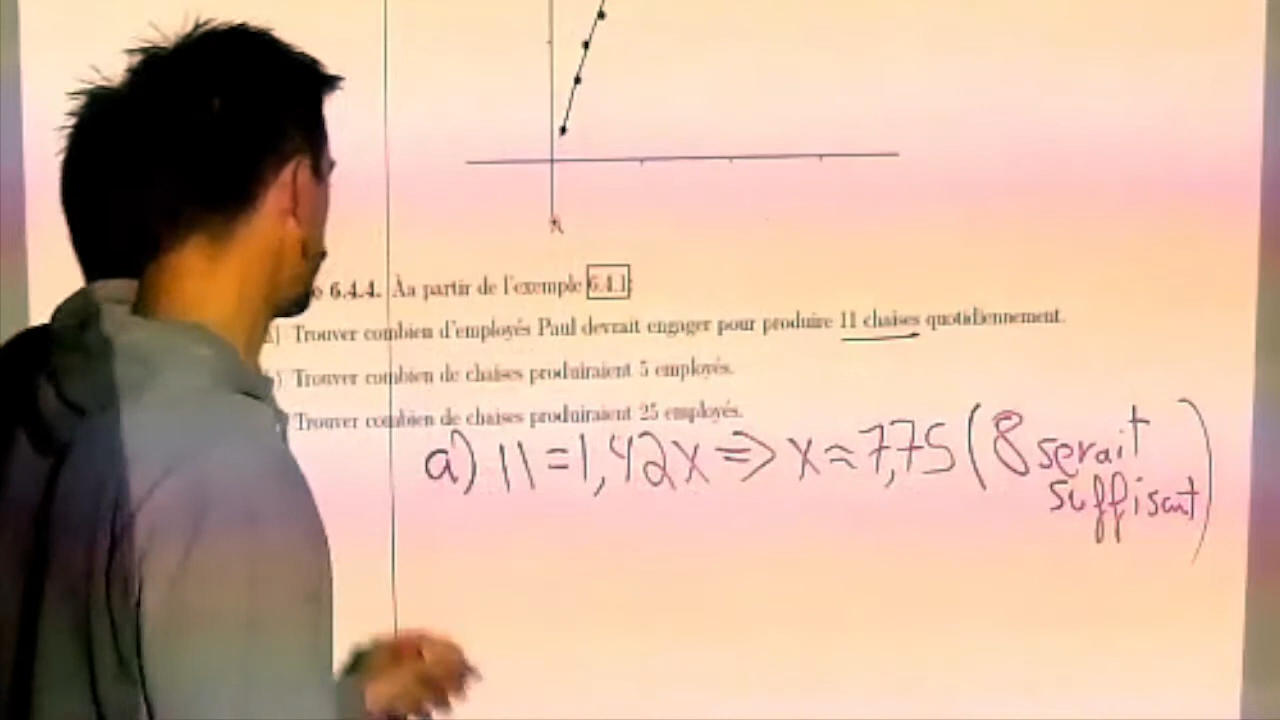 6.4.4. Àa partir de l'exemple 6.4.1:
Trouver combien d'employés Paul devrait engager pour produire 11 chaises quotidiennement.
Trouver combien de chaises produiraient 5 employés.
Trouver combien de chaises produiraient 25 employés.
a) 11=1,42x ⇒ x≈7,75 (8 serait
suffisant)